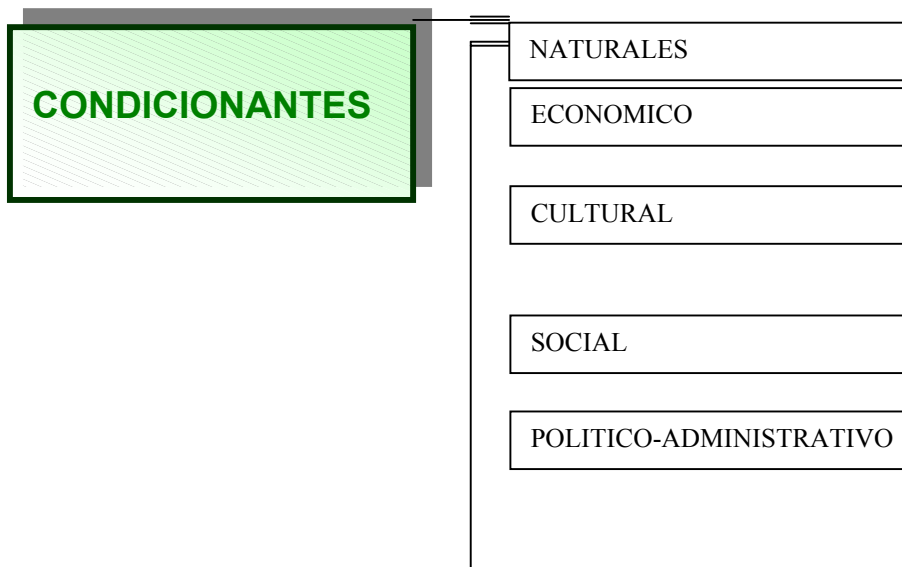 CONDICIONANTES
NATURALES
ECONOMICO
CULTURAL
SOCIAL
POLITICO-ADMINISTRATIVO